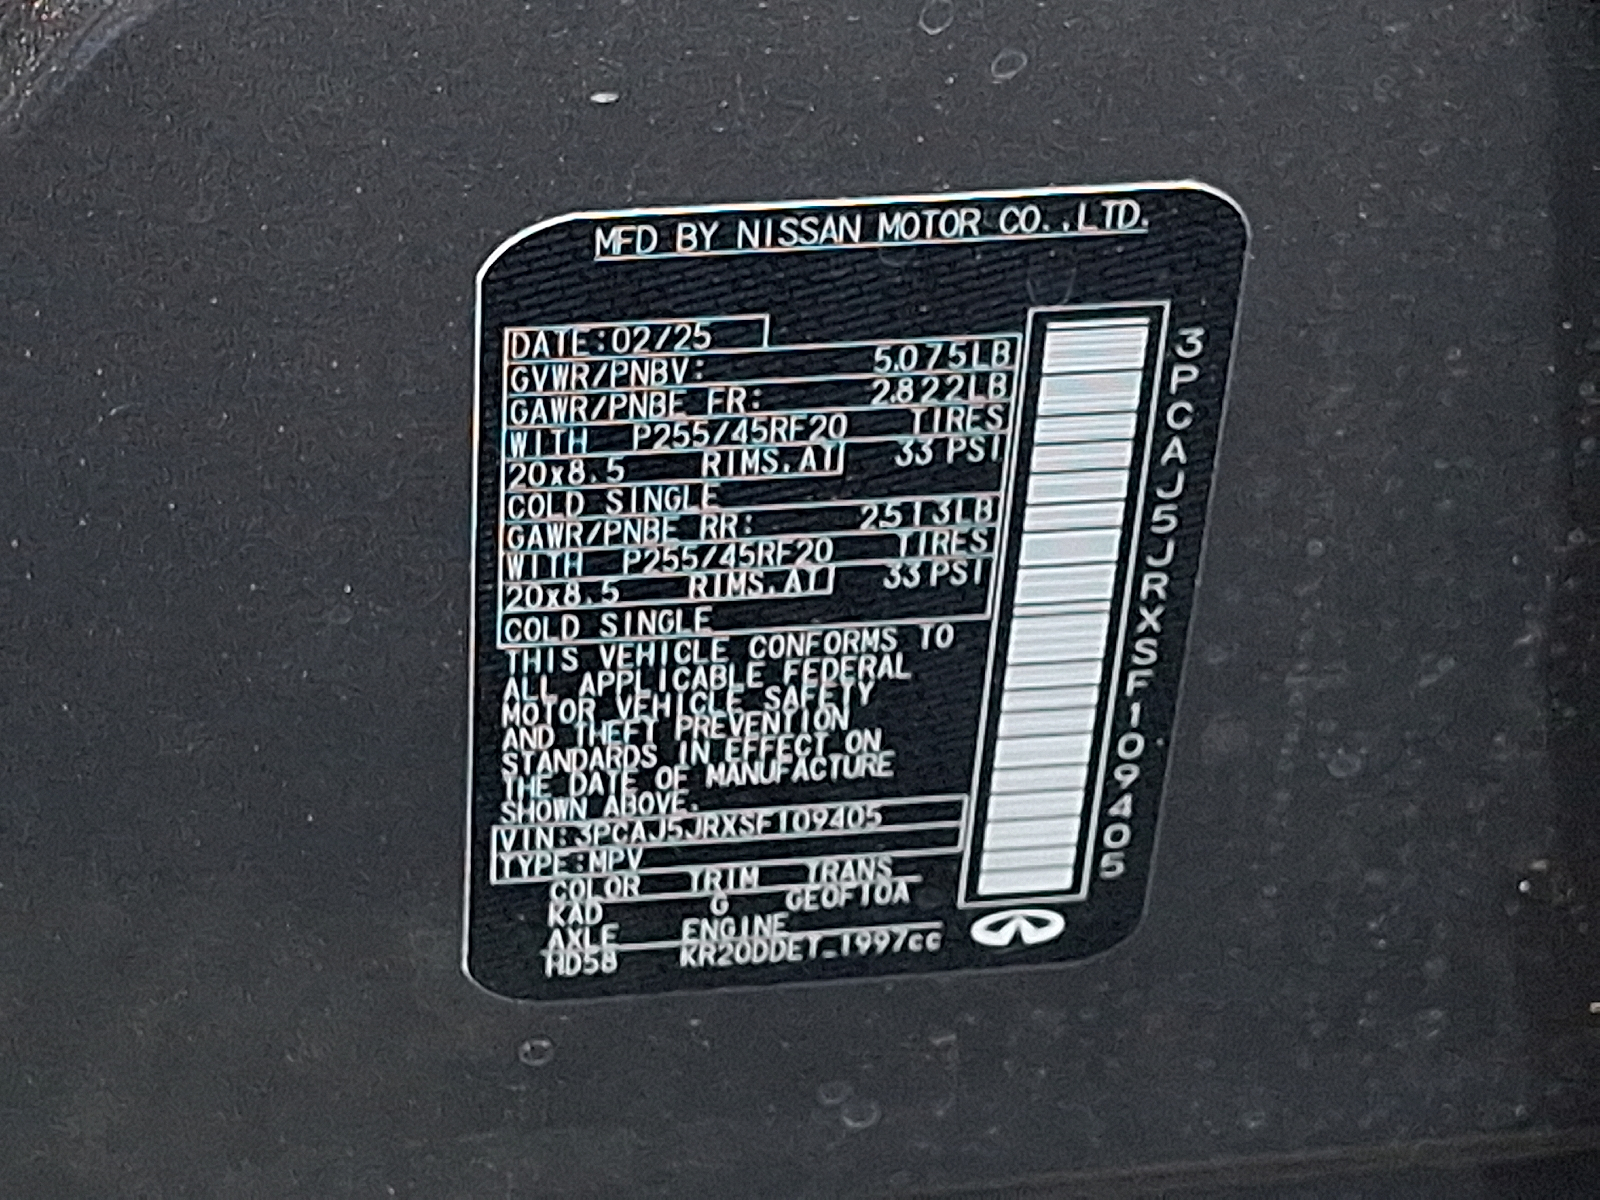 MFD BY NISSAN MOTOR CO.,LTD.
DATE:02/25
GVWR/PNBV: 5,075LB
GAWR/PNBE FR: 2,822LB
WITH P255/45RF20 TIRES
20x8.5 RIMS.AT 33 PSI
COLD SINGLE
GAWR/PNBE RR: 2,513LB
WITH P255/45RF20 TIRES
20x8.5 RIMS.AT 33 PSI
COLD SINGLE
THIS VEHICLE CONFORMS TO
ALL APPLICABLE FEDERAL
MOTOR VEHICLE SAFETY
AND THEFT PREVENTION
STANDARDS IN EFFECT ON
THE DATE OF MANUFACTURE
SHOWN ABOVE.
VIN:3PCAJ5JRXSF109405
TYPE:MPV
COLOR TRIM TRANS
KAD G GE0F10A
AXLE ENGINE
HD58 KR20DDET_1997cc
3PCAJ5JRXSF109405